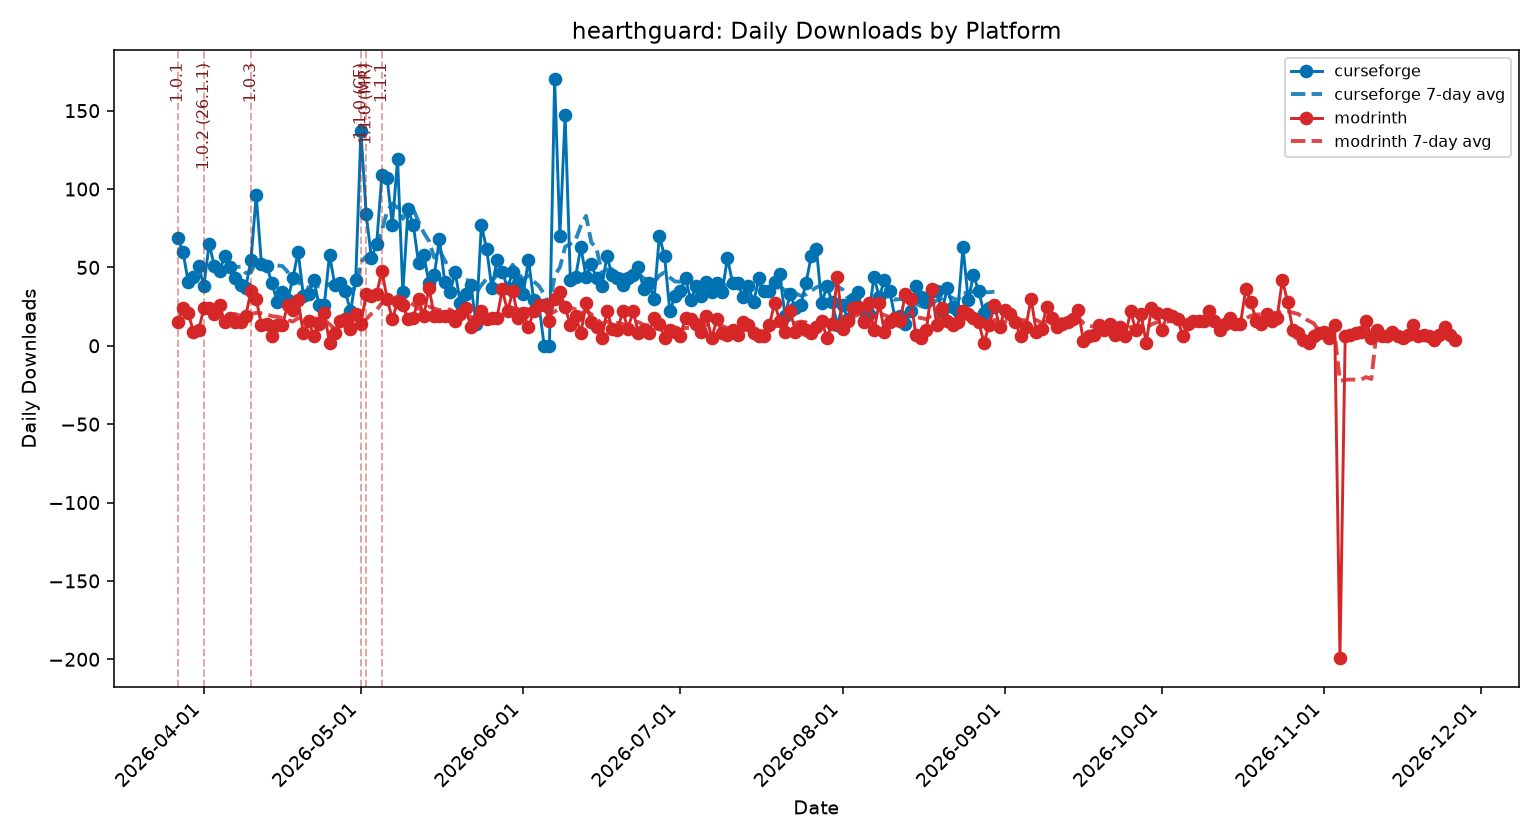 hearthguard: Daily Downloads by Platform
curseforge
curseforge 7-day avg
modrinth
modrinth 7-day avg
1.0.1
1.0.2 (26.1.1)
1.0.3
1.1.0 (CF)
1.1.0 (MR)
1.1.1
Daily Downloads
150
100
50
0
−50
−100
−150
−200
2026-04-01
2026-05-01
2026-06-01
2026-07-01
2026-08-01
2026-09-01
2026-10-01
2026-11-01
2026-12-01
Date